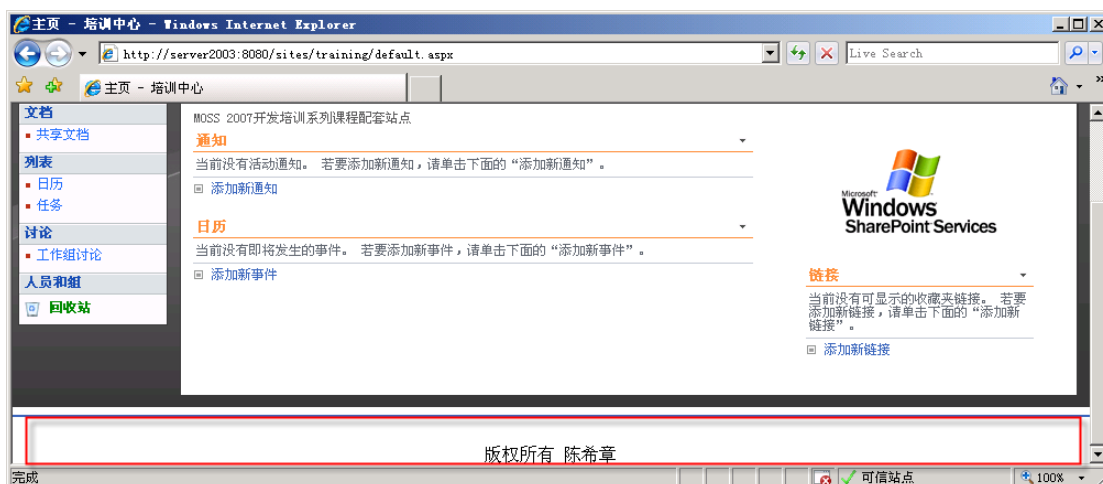 主页 - 培训中心 - Windows Internet Explorer
http://server2003:8080/sites/training/default.aspx
Live Search
主页 - 培训中心
文档
共享文档
列表
日历
任务
讨论
工作组讨论
人员和组
回收站
MOSS 2007开发培训系列课程配套站点
通知
当前没有活动通知。 若要添加新通知，请单击下面的“添加新通知”。
添加新通知
日历
当前没有即将发生的事件。 若要添加新事件，请单击下面的“添加新事件”。
添加新事件
Microsoft
Windows
SharePoint Services
链接
当前没有可显示的收藏夹链接。 若要
添加新链接，请单击下面的“添加新
链接”。
添加新链接
版权所有 陈希章
完成
可信站点
100%